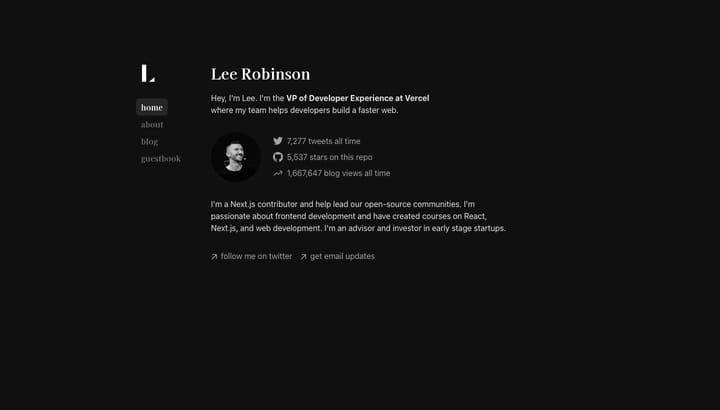 L
home
about
blog
guestbook
Lee Robinson
Hey, I'm Lee. I'm the VP of Developer Experience at Vercel
where my team helps developers build a faster web.
7,277 tweets all time
5,537 stars on this repo
1,667,647 blog views all time
I'm a Next.js contributor and help lead our open-source communities. I'm
passionate about frontend development and have created courses on React,
Next.js, and web development. I'm an advisor and investor in early stage startups.
follow me on twitter
get email updates